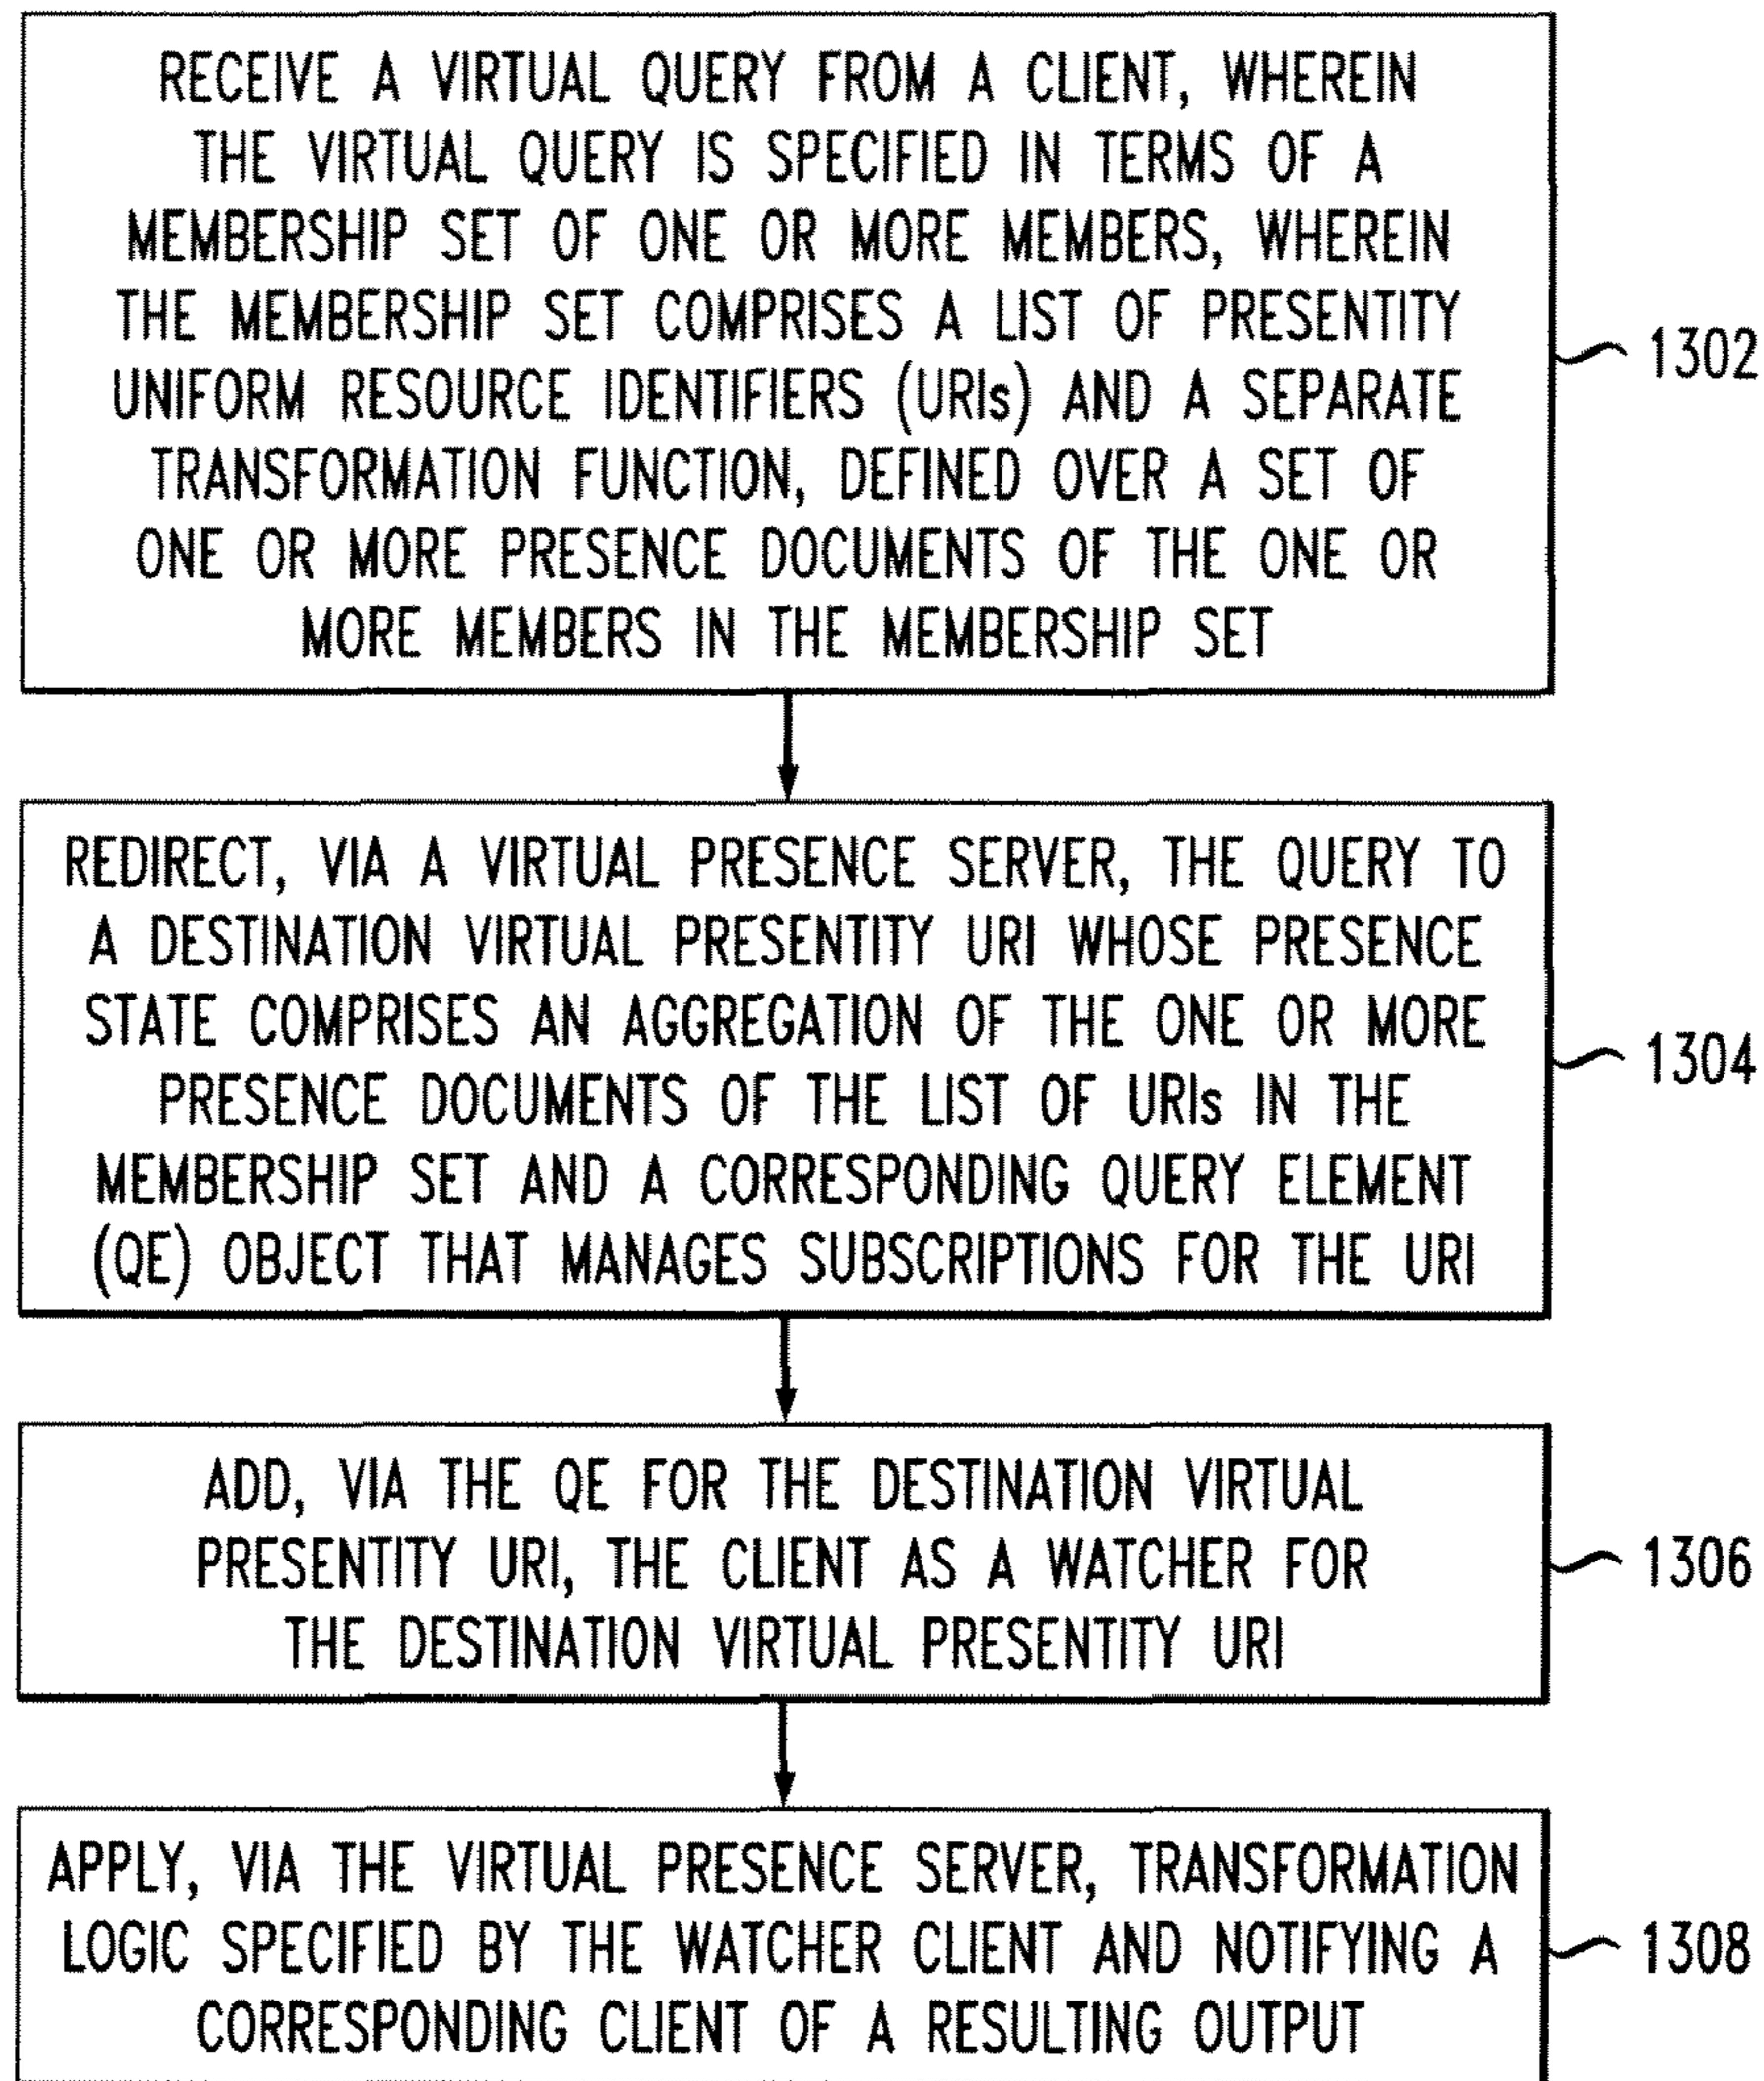 RECEIVE A VIRTUAL QUERY FROM A CLIENT, WHEREIN
THE VIRTUAL QUERY IS SPECIFIED IN TERMS OF A
MEMBERSHIP SET OF ONE OR MORE MEMBERS, WHEREIN
THE MEMBERSHIP SET COMPRISES A LIST OF PRESENTITY
UNIFORM RESOURCE IDENTIFIERS (URIs) AND A SEPARATE
TRANSFORMATION FUNCTION, DEFINED OVER A SET OF
ONE OR MORE PRESENCE DOCUMENTS OF THE ONE OR
MORE MEMBERS IN THE MEMBERSHIP SET
1302
REDIRECT, VIA A VIRTUAL PRESENCE SERVER, THE QUERY TO
A DESTINATION VIRTUAL PRESENTITY URI WHOSE PRESENCE
STATE COMPRISES AN AGGREGATION OF THE ONE OR MORE
PRESENCE DOCUMENTS OF THE LIST OF URIs IN THE
MEMBERSHIP SET AND A CORRESPONDING QUERY ELEMENT
(QE) OBJECT THAT MANAGES SUBSCRIPTIONS FOR THE URI
1304
ADD, VIA THE QE FOR THE DESTINATION VIRTUAL
PRESENTITY URI, THE CLIENT AS A WATCHER FOR
THE DESTINATION VIRTUAL PRESENTITY URI
1306
APPLY, VIA THE VIRTUAL PRESENCE SERVER, TRANSFORMATION
LOGIC SPECIFIED BY THE WATCHER CLIENT AND NOTIFYING A
CORRESPONDING CLIENT OF A RESULTING OUTPUT
1308